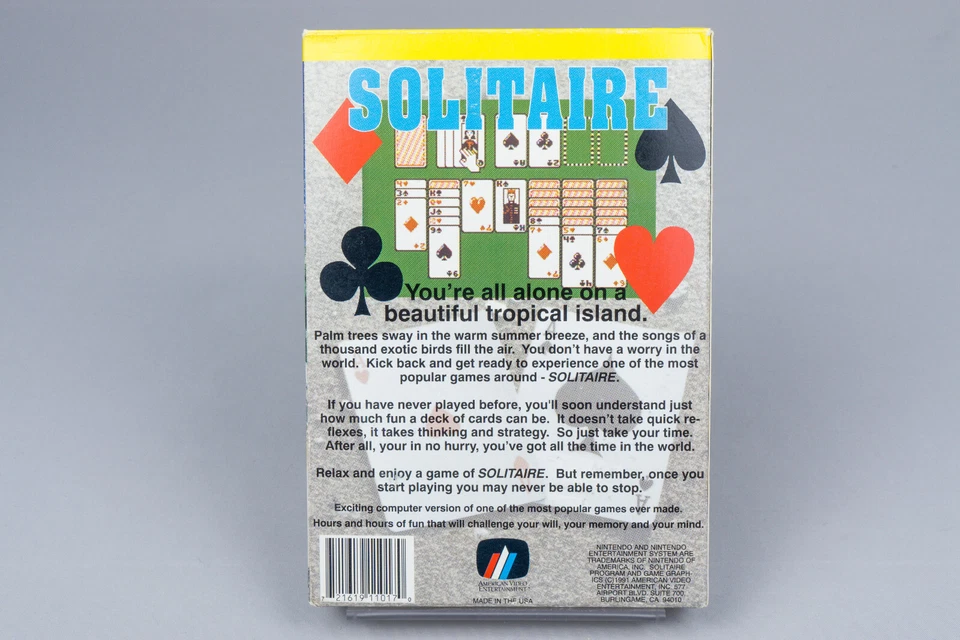 SOLITAIRE
You're all alone on a
beautiful tropical island.
Palm trees sway in the warm summer breeze, and the songs of a
thousand exotic birds fill the air. You don't have a worry in the
world. Kick back and get ready to experience one of the most
popular games around - SOLITAIRE.
If you have never played before, you'll soon understand just
how much fun a deck of cards can be. It doesn't take quick re-
flexes, it takes thinking and strategy. So just take your time.
After all, your in no hurry, you've got all the time in the world.
Relax and enjoy a game of SOLITAIRE. But remember, once you
start playing you may never be able to stop.
Exciting computer version of one of the most popular games ever made.
Hours and hours of fun that will challenge your will, your memory and your mind.
7 21619 11017 0
AMERICAN VIDEO
ENTERTAINMENT
MADE IN THE USA
NINTENDO AND NINTENDO
ENTERTAINMENT SYSTEM ARE
TRADEMARKS OF NINTENDO OF
AMERICA, INC. SOLITAIRE
PROGRAM AND GAME GRAPH-
ICS (C)1991 AMERICAN VIDEO
ENTERTAINMENT, INC. 577
AIRPORT BLVD. SUITE 700,
BURLINGAME, CA 94010